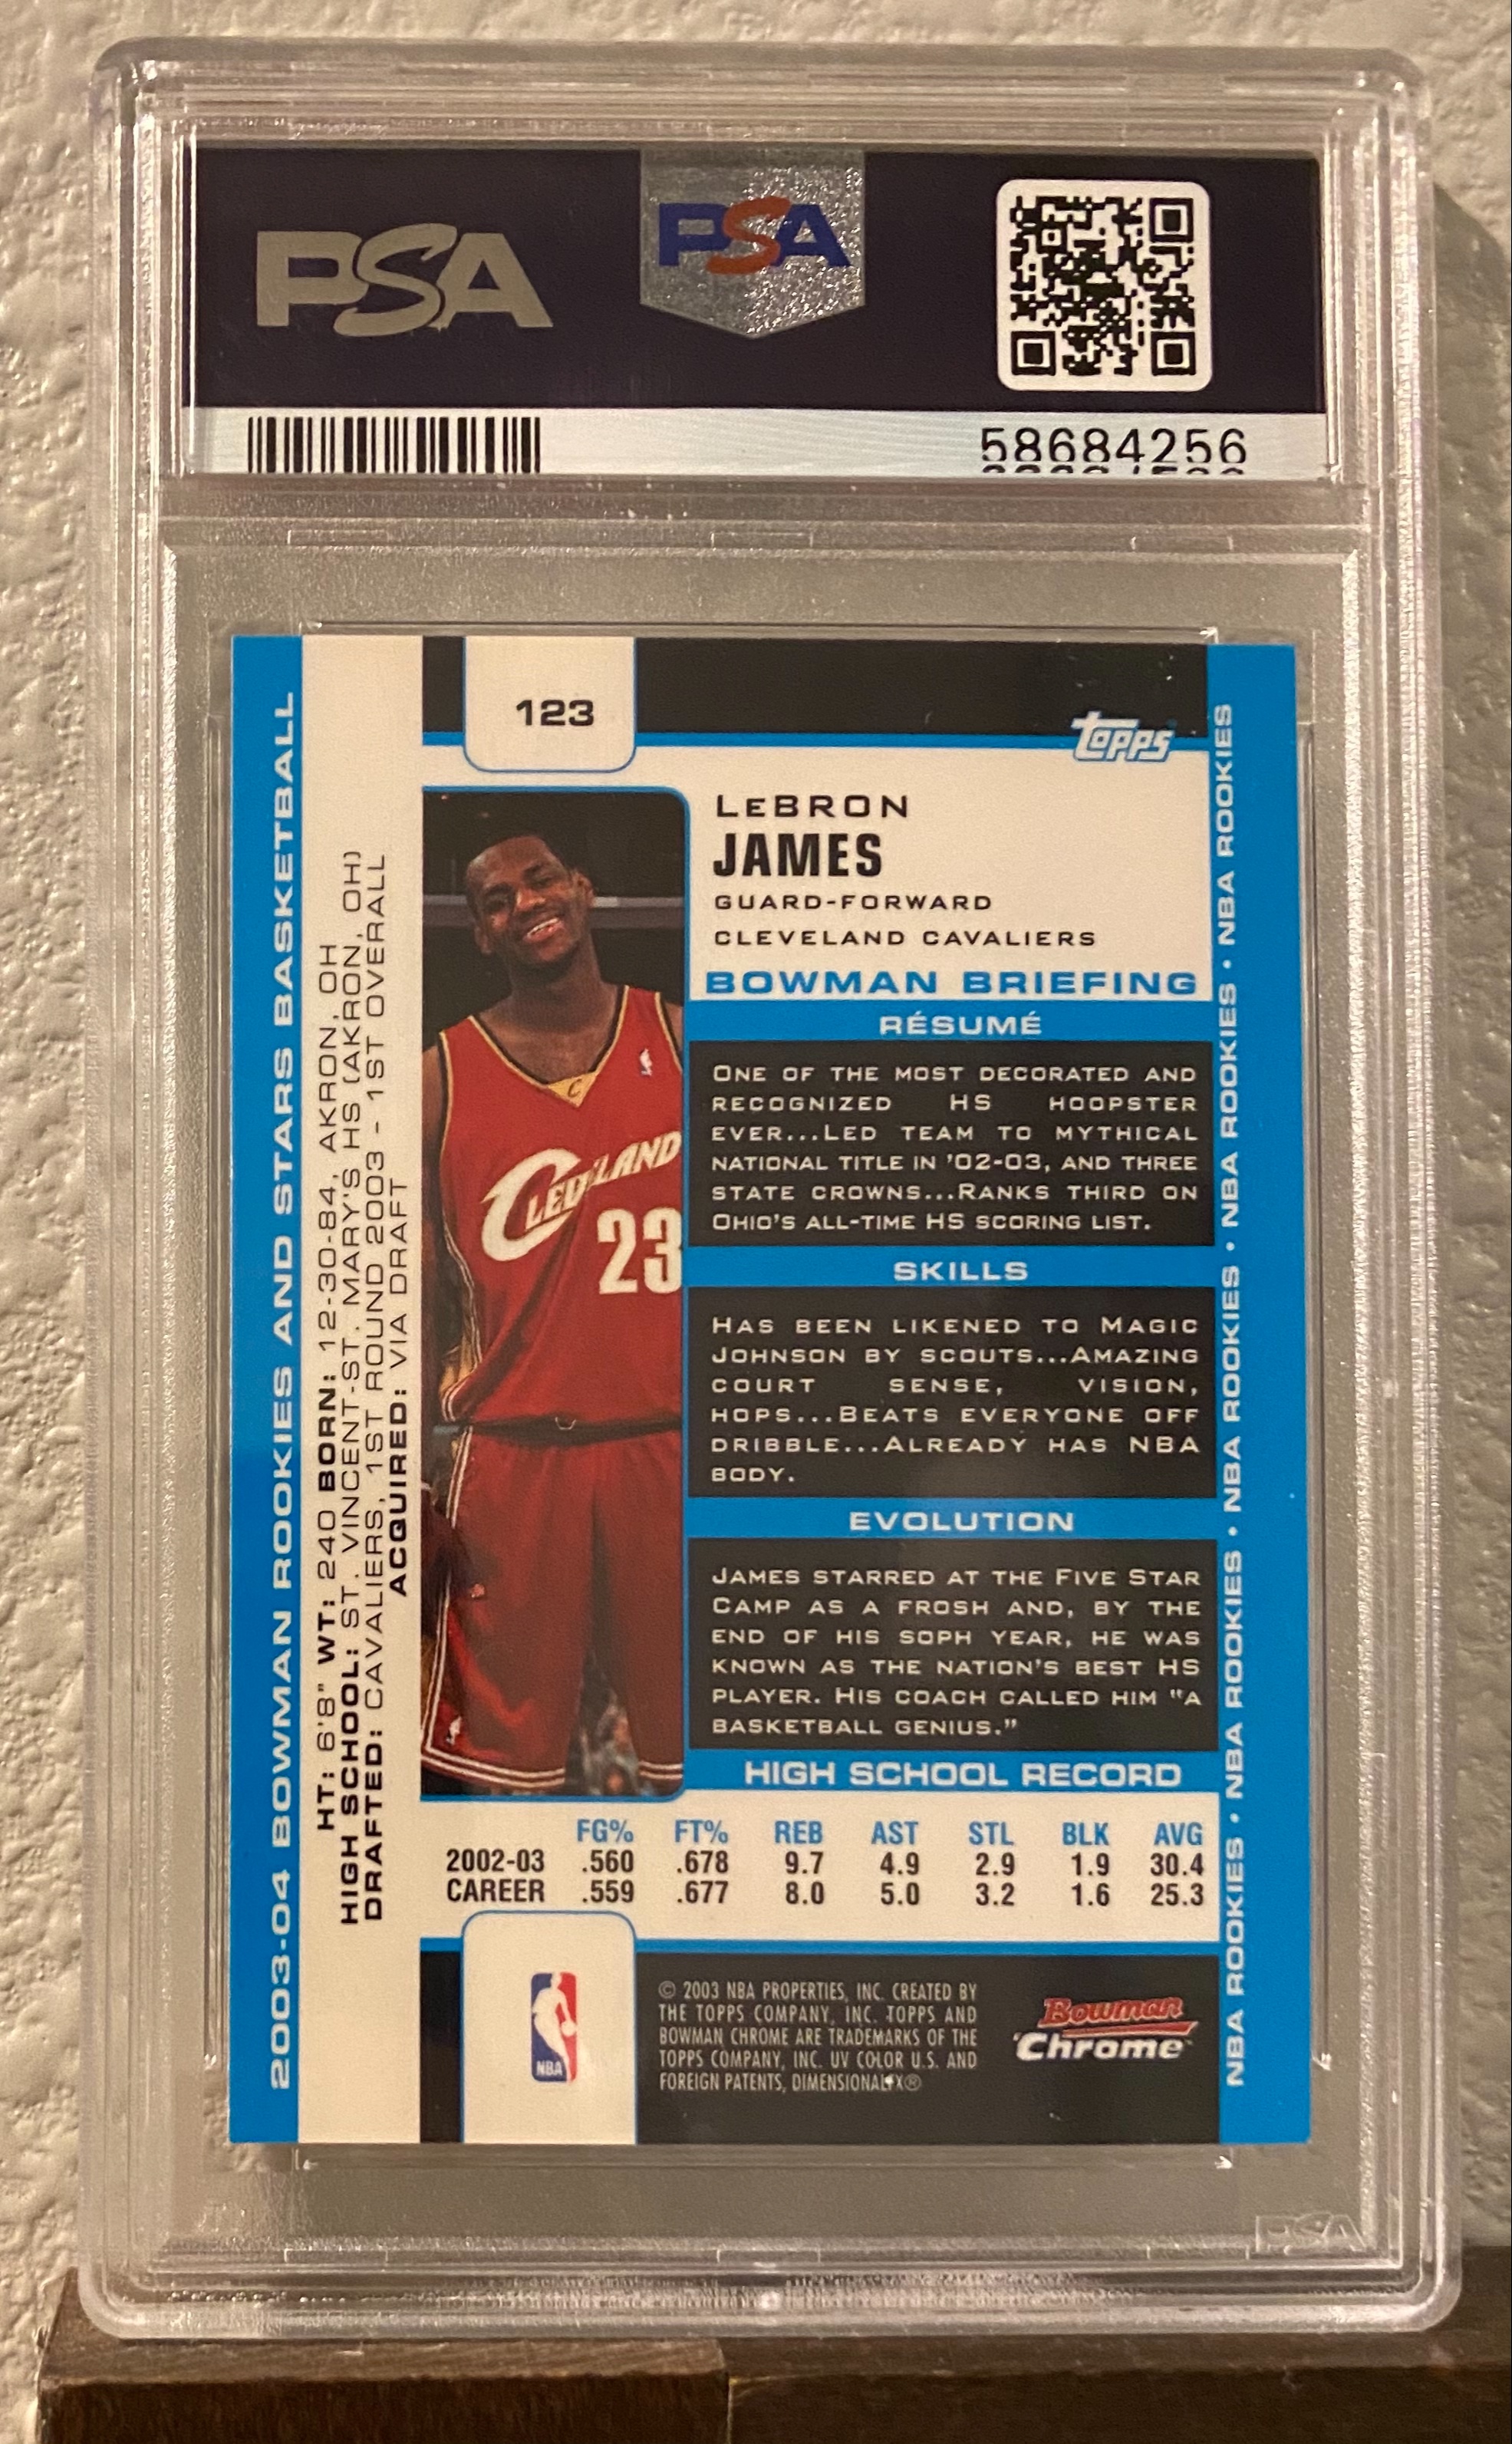 PSA
PSA
58684256
123
topps
LeBRON
JAMES
GUARD-FORWARD
CLEVELAND CAVALIERS
BOWMAN BRIEFING
RÉSUMÉ
ONE OF THE MOST DECORATED AND
RECOGNIZED HS HOOPSTER
EVER...LED TEAM TO MYTHICAL
NATIONAL TITLE IN '02-03, AND THREE
STATE CROWNS...RANKS THIRD ON
OHIO'S ALL-TIME HS SCORING LIST.
SKILLS
HAS BEEN LIKENED TO MAGIC
JOHNSON BY SCOUTS...AMAZING
COURT SENSE, VISION,
HOPS...BEATS EVERYONE OFF
DRIBBLE...ALREADY HAS NBA
BODY.
EVOLUTION
JAMES STARRED AT THE FIVE STAR
CAMP AS A FROSH AND, BY THE
END OF HIS SOPH YEAR, HE WAS
KNOWN AS THE NATION'S BEST HS
PLAYER. HIS COACH CALLED HIM "A
BASKETBALL GENIUS."
HIGH SCHOOL RECORD
FG% FT% REB AST STL BLK AVG
2002-03 .560 .678 9.7 4.9 2.9 1.9 30.4
CAREER .559 .677 8.0 5.0 3.2 1.6 25.3
2003-04 BOWMAN ROOKIES AND STARS BASKETBALL
HT: 6'8" WT: 240 BORN: 12-30-84, AKRON, OH
HIGH SCHOOL: ST. VINCENT-ST. MARY'S HS (AKRON, OH)
DRAFTED: CAVALIERS, 1ST ROUND 2003 - 1ST OVERALL
ACQUIRED: VIA DRAFT
CLEVELAND
23
C
NBA ROOKIES • NBA ROOKIES • NBA ROOKIES • NBA ROOKIES • NBA ROOKIES • NBA ROOKIES
NBA
© 2003 NBA PROPERTIES, INC. CREATED BY
THE TOPPS COMPANY, INC. TOPPS AND
BOWMAN CHROME ARE TRADEMARKS OF THE
TOPPS COMPANY, INC. UV COLOR U.S. AND
FOREIGN PATENTS, DIMENSIONAL FX®
Bowman
Chrome
PSA